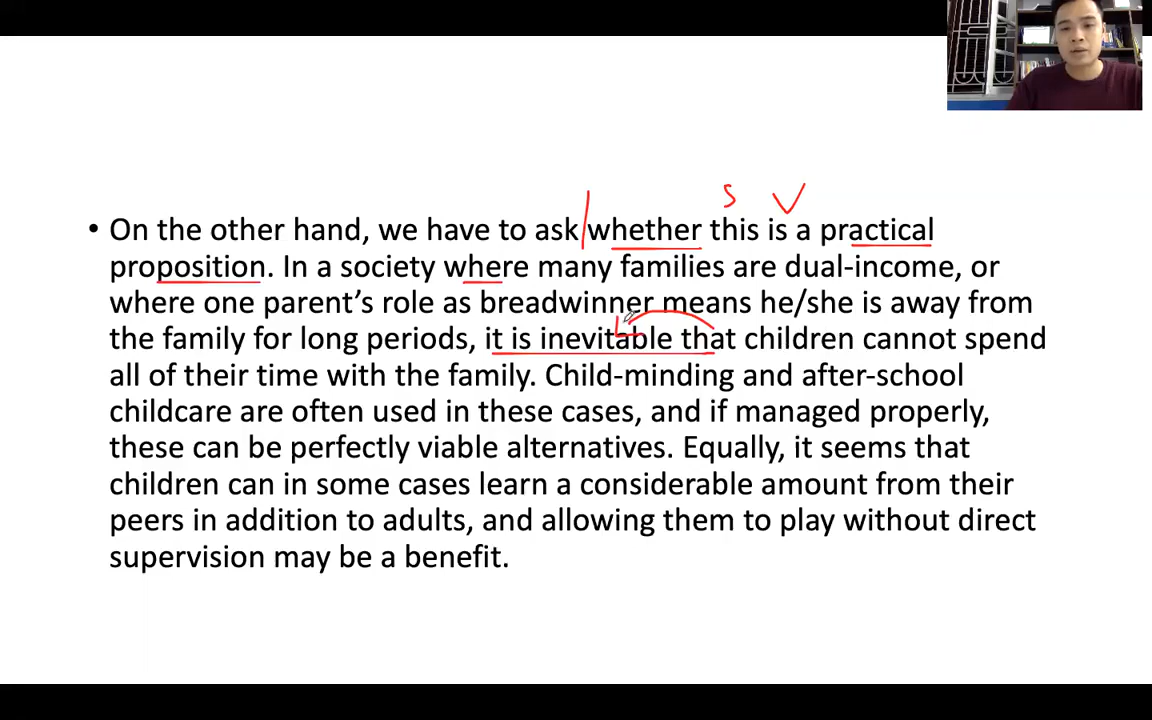 S V
• On the other hand, we have to ask whether this is a practical
proposition. In a society where many families are dual-income, or
where one parent’s role as breadwinner means he/she is away from
the family for long periods, it is inevitable that children cannot spend
all of their time with the family. Child-minding and after-school
childcare are often used in these cases, and if managed properly,
these can be perfectly viable alternatives. Equally, it seems that
children can in some cases learn a considerable amount from their
peers in addition to adults, and allowing them to play without direct
supervision may be a benefit.